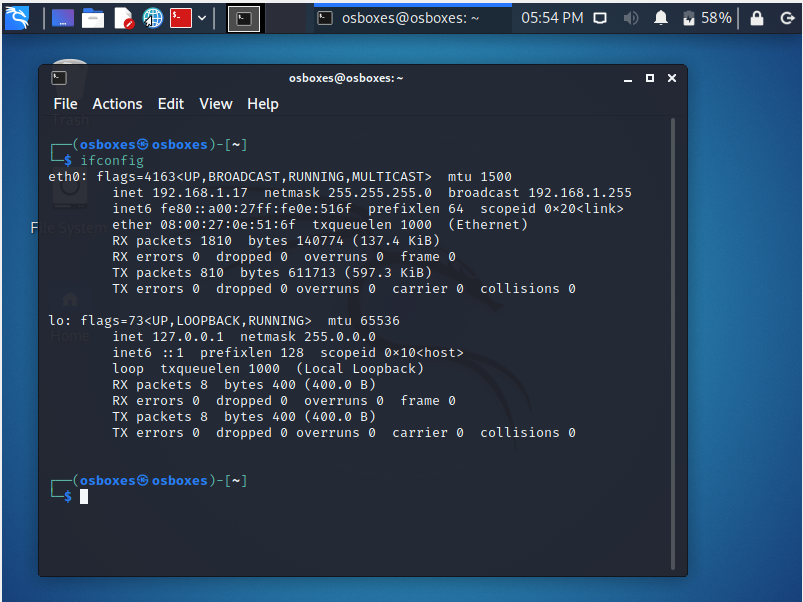 osboxes@osboxes: ~ 05:54 PM 58%
osboxes@osboxes: ~
File Actions Edit View Help
Trash
┌──(osboxes㉿osboxes)-[~]
└─$ ifconfig
eth0: flags=4163<UP,BROADCAST,RUNNING,MULTICAST>  mtu 1500
        inet 192.168.1.17  netmask 255.255.255.0  broadcast 192.168.1.255
        inet6 fe80::a00:27ff:fe0e:516f  prefixlen 64  scopeid 0×20<link>
        ether 08:00:27:0e:51:6f  txqueuelen 1000  (Ethernet)
File System
        RX packets 1810  bytes 140774 (137.4 KiB)
        RX errors 0  dropped 0  overruns 0  frame 0
        TX packets 810  bytes 611713 (597.3 KiB)
        TX errors 0  dropped 0 overruns 0  carrier 0  collisions 0
lo: flags=73<UP,LOOPBACK,RUNNING>  mtu 65536
        inet 127.0.0.1  netmask 255.0.0.0
Home
        inet6 ::1  prefixlen 128  scopeid 0×10<host>
        loop  txqueuelen 1000  (Local Loopback)
        RX packets 8  bytes 400 (400.0 B)
        RX errors 0  dropped 0  overruns 0  frame 0
        TX packets 8  bytes 400 (400.0 B)
        TX errors 0  dropped 0 overruns 0  carrier 0  collisions 0
┌──(osboxes㉿osboxes)-[~]
└─$